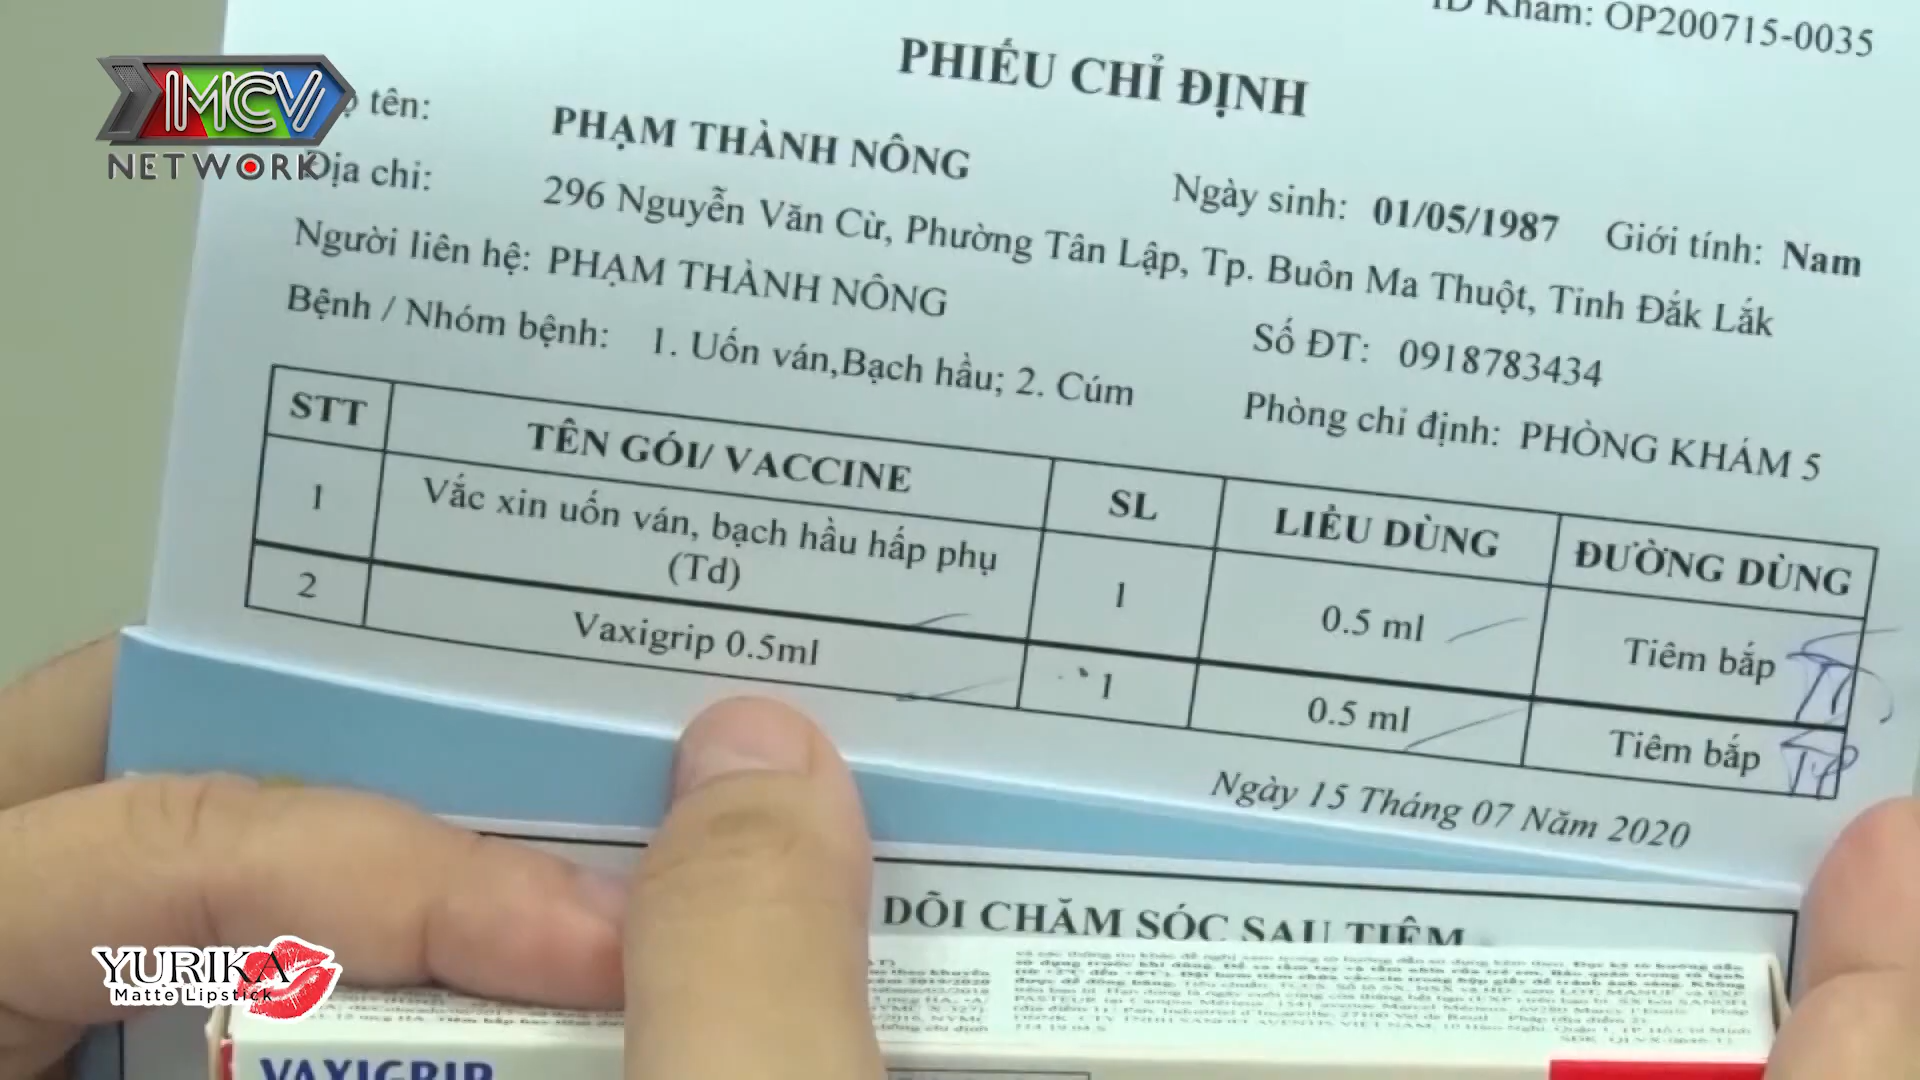 ID Khám: OP200715-0035
PHIẾU CHỈ ĐỊNH
MCV
NETWORK
tên: PHẠM THÀNH NÔNG Ngày sinh: 01/05/1987 Giới tính: Nam
Địa chỉ: 296 Nguyễn Văn Cừ, Phường Tân Lập, Tp. Buôn Ma Thuột, Tỉnh Đắk Lắk
Người liên hệ: PHẠM THÀNH NÔNG Số ĐT: 0918783434
Bệnh / Nhóm bệnh: 1. Uốn ván,Bạch hầu; 2. Cúm Phòng chỉ định: PHÒNG KHÁM 5
STT TÊN GÓI/ VACCINE SL LIỀU DÙNG ĐƯỜNG DÙNG
1 Vắc xin uốn ván, bạch hầu hấp phụ (Td) 1 0.5 ml Tiêm bắp
2 Vaxigrip 0.5ml 1 0.5 ml Tiêm bắp
Ngày 15 Tháng 07 Năm 2020
DÕI CHĂM SÓC SAU TIÊM
YURIKA
Matte Lipstick
VAXIGRIP